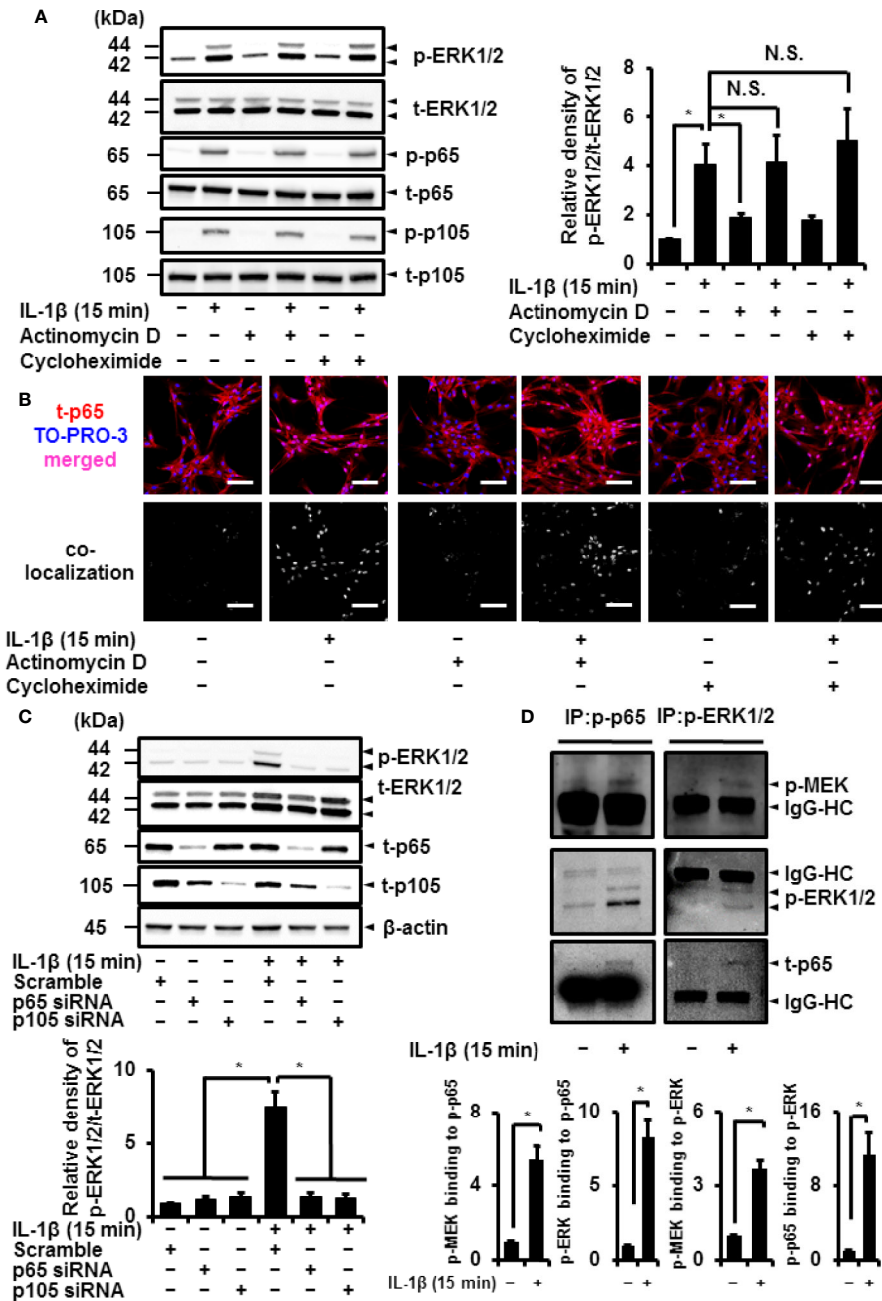 A
(kDa)
44
42
p-ERK1/2
44
42
t-ERK1/2
65
p-p65
65
t-p65
105
p-p105
105
t-p105
IL-1β (15 min) − + − + − +
Actinomycin D − − + + − −
Cycloheximide − − − − + +
Relative density of
p-ERK1/2/t-ERK1/2
8
6
4
2
0
*
*
N.S.
N.S.
IL-1β (15 min) − + − + − +
Actinomycin D − − + + − −
Cycloheximide − − − − + +
B
t-p65
TO-PRO-3
merged
co-
localization
IL-1β (15 min) − + − + − +
Actinomycin D − − + + − −
Cycloheximide − − − − + +
C
(kDa)
44
42
p-ERK1/2
44
42
t-ERK1/2
65
t-p65
105
t-p105
45
β-actin
IL-1β (15 min) − − − + + +
Scramble + − − + − −
p65 siRNA − + − − + −
p105 siRNA − − + − − +
Relative density of
p-ERK1/2/t-ERK1/2
10
5
0
*
*
IL-1β (15 min) − − − + + +
Scramble + − − + − −
p65 siRNA − + − − + −
p105 siRNA − − + − − +
D
IP:p-p65
IP:p-ERK1/2
p-MEK
IgG-HC
IgG-HC
p-ERK1/2
t-p65
IgG-HC
IL-1β (15 min) − + − +
p-MEK binding to p-p65
8
4
0
*
p-ERK binding to p-p65
10
5
0
*
p-MEK binding to p-ERK
6
3
0
*
p-p65 binding to p-ERK
16
8
0
*
IL-1β (15 min) − + − + − + − +